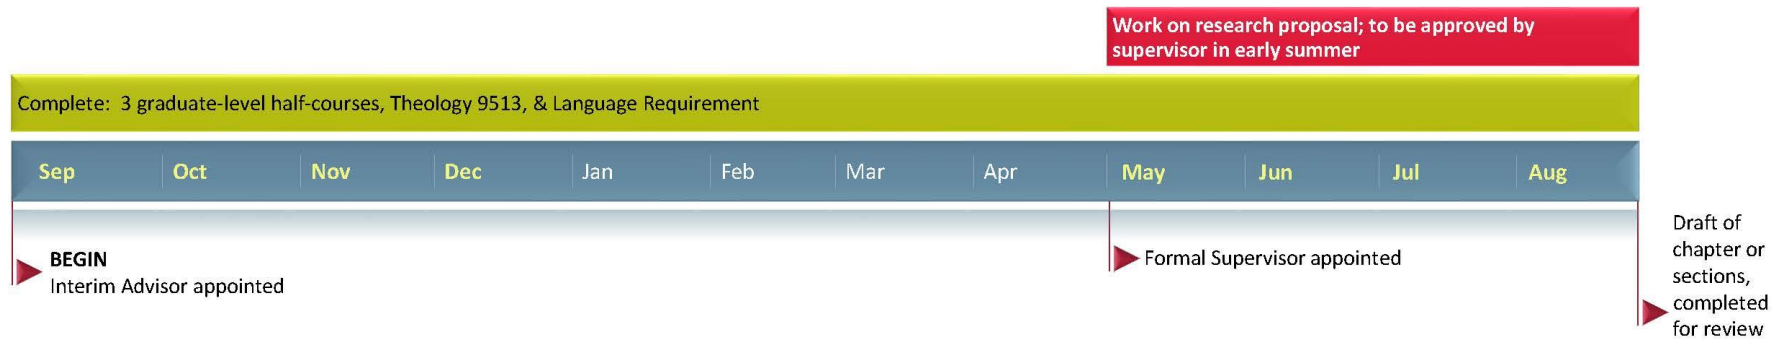 Work on research proposal; to be approved by
supervisor in early summer
Complete:  3 graduate-level half-courses, Theology 9513, & Language Requirement
Sep Oct Nov Dec Jan Feb Mar Apr May Jun Jul Aug
BEGIN
Interim Advisor appointed
Formal Supervisor appointed
Draft of
chapter or
sections,
completed
for review